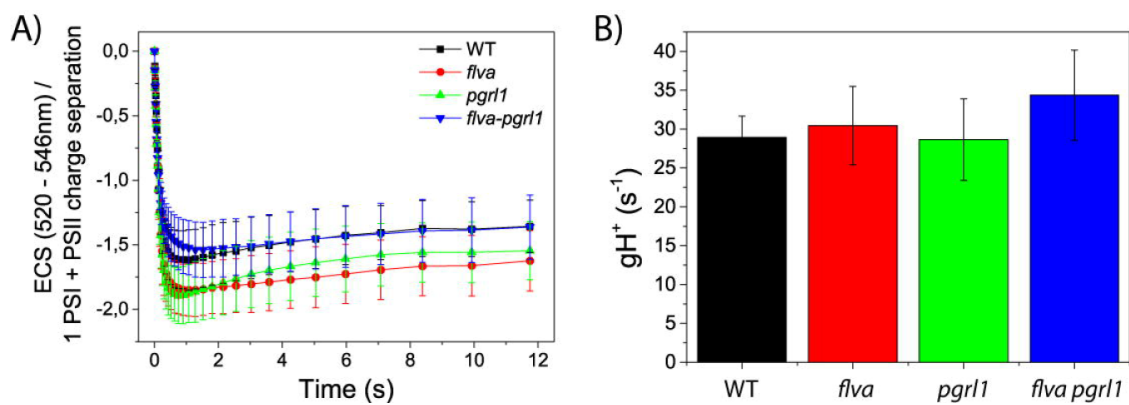 A)
ECS (520 - 546nm) /
1 PSI + PSII charge separation
0,0
-0,5
-1,0
-1,5
-2,0
WT
flva
pgrl1
flva-pgrl1
0 2 4 6 8 10 12
Time (s)
B)
gH⁺ (s⁻¹)
40
35
30
25
20
15
10
5
0
WT flva pgrl1 flva pgrl1